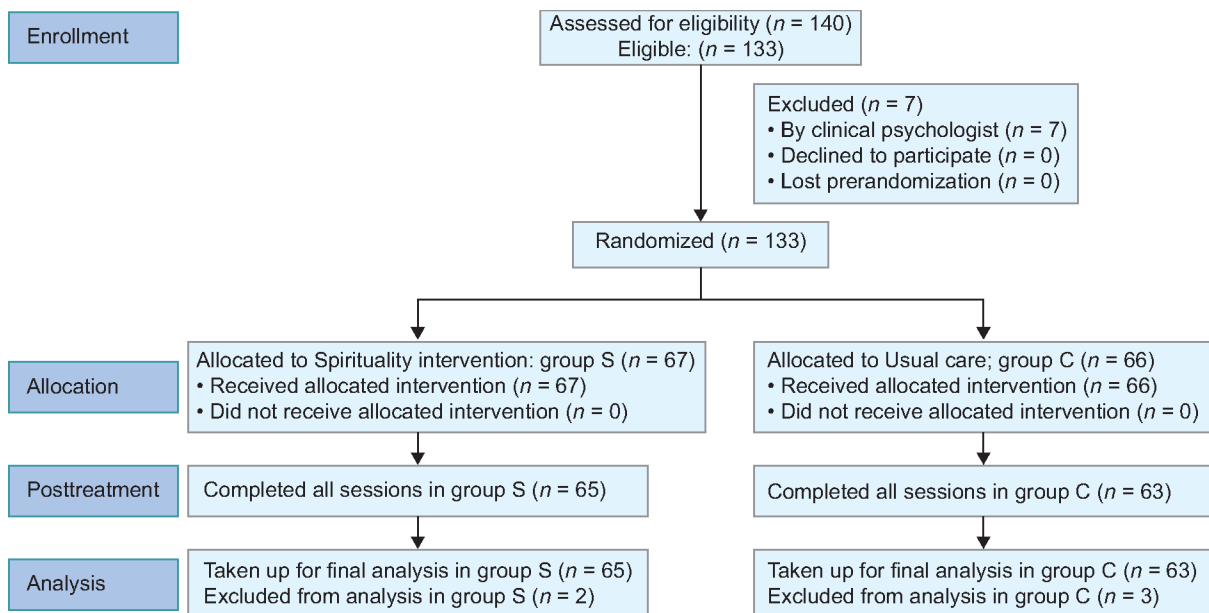 Enrollment
Assessed for eligibility (n = 140)
Eligible: (n = 133)
Excluded (n = 7)
• By clinical psychologist (n = 7)
• Declined to participate (n = 0)
• Lost prerandomization (n = 0)
Randomized (n = 133)
Allocation
Allocated to Spirituality intervention: group S (n = 67)
• Received allocated intervention (n = 67)
• Did not receive allocated intervention (n = 0)
Allocated to Usual care; group C (n = 66)
• Received allocated intervention (n = 66)
• Did not receive allocated intervention (n = 0)
Posttreatment
Completed all sessions in group S (n = 65)
Completed all sessions in group C (n = 63)
Analysis
Taken up for final analysis in group S (n = 65)
Excluded from analysis in group S (n = 2)
Taken up for final analysis in group C (n = 63)
Excluded from analysis in group C (n = 3)